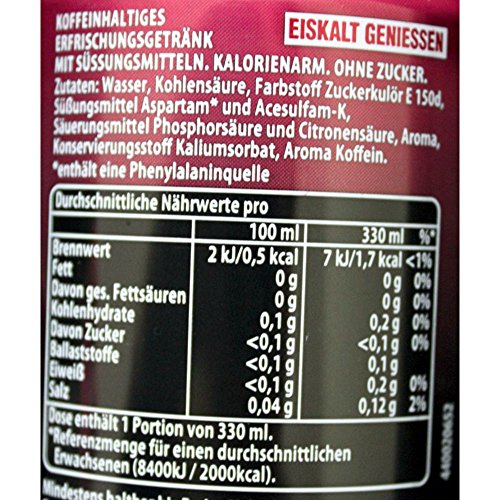 KOFFEINHALTIGES
ERFRISCHUNGSGETRÄNK
EISKALT GENIESSEN
MIT SÜSSUNGSMITTELN. KALORIENARM. OHNE ZUCKER.
Zutaten: Wasser, Kohlensäure, Farbstoff Zuckerkulör E 150d,
Süßungsmittel Aspartam* und Acesulfam-K,
Säuerungsmittel Phosphorsäure und Citronensäure, Aroma,
Konservierungsstoff Kaliumsorbat, Aroma Koffein.
*enthält eine Phenylalaninquelle
Durchschnittliche Nährwerte pro
100 ml 330 ml %*
Brennwert 2 kJ/0,5 kcal 7 kJ/1,7 kcal <1%
Fett 0 g 0 g 0%
Davon ges. Fettsäuren 0 g 0 g 0%
Kohlenhydrate 0,1 g 0,2 g 0%
Davon Zucker <0,1 g <0,1 g 0%
Ballaststoffe <0,1 g 0,1 g
Eiweiß <0,1 g 0,2 g 0%
Salz 0,04 g 0,12 g 2%
Dose enthält 1 Portion von 330 ml.
*Referenzmenge für einen durchschnittlichen
Erwachsenen (8400kJ / 2000kcal).
Mindestens haltbar
440020652